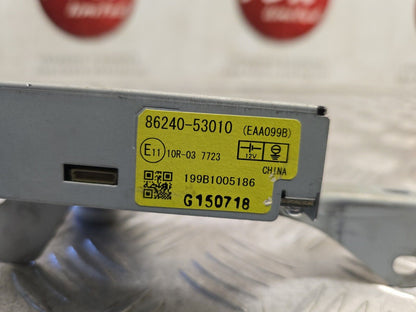 86240-53010 (EAA099B)
E11 10R-03 7723
12V
CHINA
199B1005186
G150718